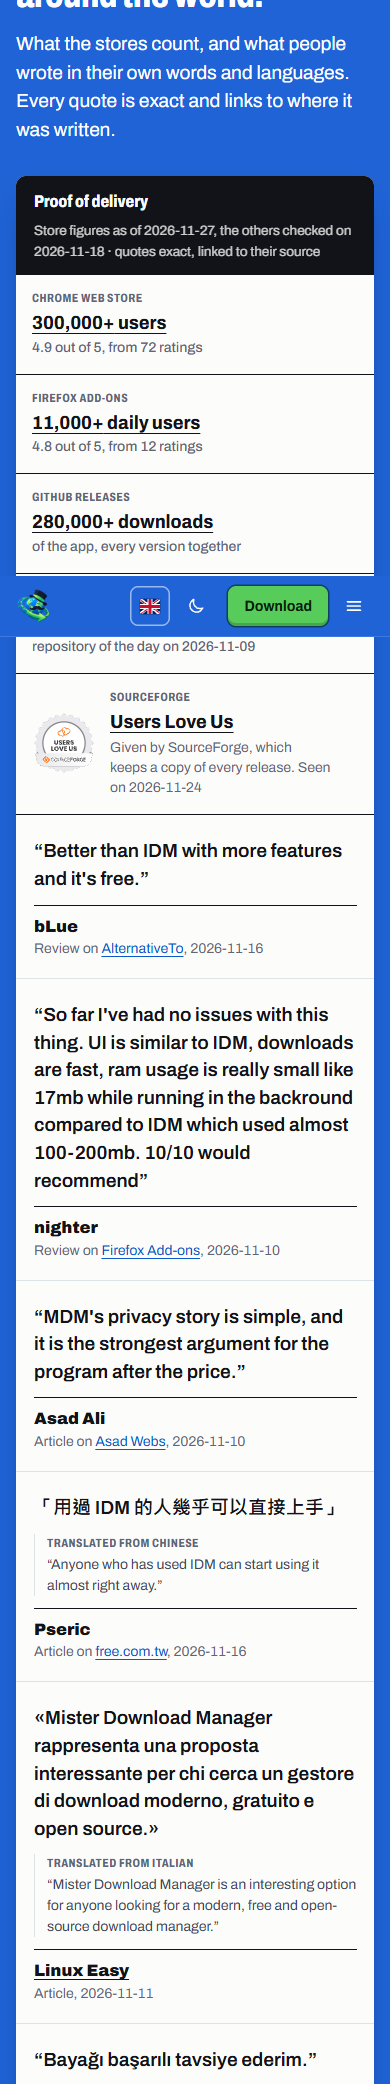 around the world.
What the stores count, and what people
wrote in their own words and languages.
Every quote is exact and links to where it
was written.
Proof of delivery
Store figures as of 2026-11-27, the others checked on
2026-11-18 · quotes exact, linked to their source
CHROME WEB STORE
300,000+ users
4.9 out of 5, from 72 ratings
FIREFOX ADD-ONS
11,000+ daily users
4.8 out of 5, from 12 ratings
GITHUB RELEASES
280,000+ downloads
of the app, every version together
Download
repository of the day on 2026-11-09
USERS
LOVE US
SOURCEFORGE
SOURCEFORGE
Users Love Us
Given by SourceForge, which
keeps a copy of every release. Seen
on 2026-11-24
“Better than IDM with more features
and it's free.”
bLue
Review on AlternativeTo, 2026-11-16
“So far I've had no issues with this
thing. UI is similar to IDM, downloads
are fast, ram usage is really small like
17mb while running in the backround
compared to IDM which used almost
100-200mb. 10/10 would
recommend”
nighter
Review on Firefox Add-ons, 2026-11-10
“MDM's privacy story is simple, and
it is the strongest argument for the
program after the price.”
Asad Ali
Article on Asad Webs, 2026-11-10
「用過 IDM 的人幾乎可以直接上手」
TRANSLATED FROM CHINESE
“Anyone who has used IDM can start using it
almost right away.”
Pseric
Article on free.com.tw, 2026-11-16
«Mister Download Manager
rappresenta una proposta
interessante per chi cerca un gestore
di download moderno, gratuito e
open source.»
TRANSLATED FROM ITALIAN
“Mister Download Manager is an interesting option
for anyone looking for a modern, free and open-
source download manager.”
Linux Easy
Article, 2026-11-11
“Bayağı başarılı tavsiye ederim.”